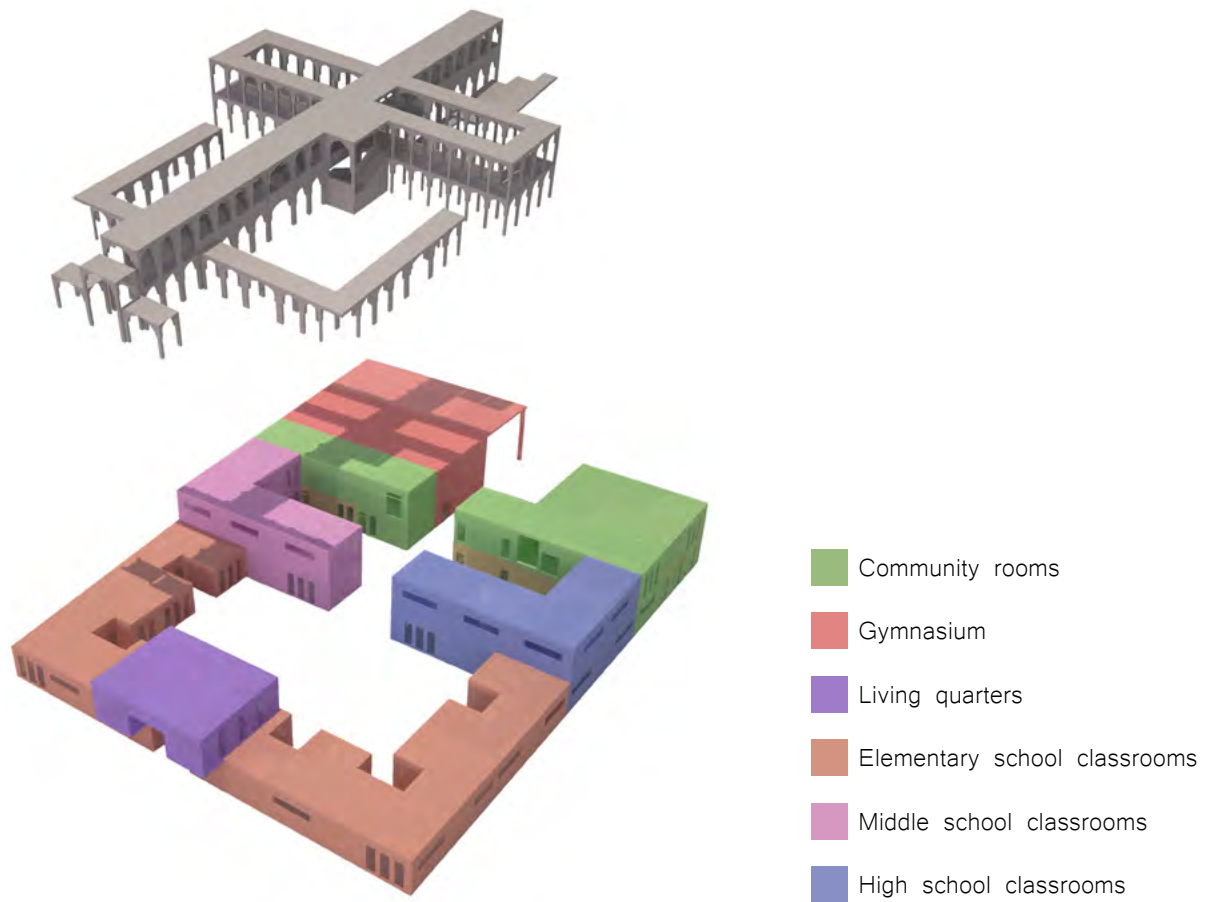 Community rooms
Gymnasium
Living quarters
Elementary school classrooms
Middle school classrooms
High school classrooms